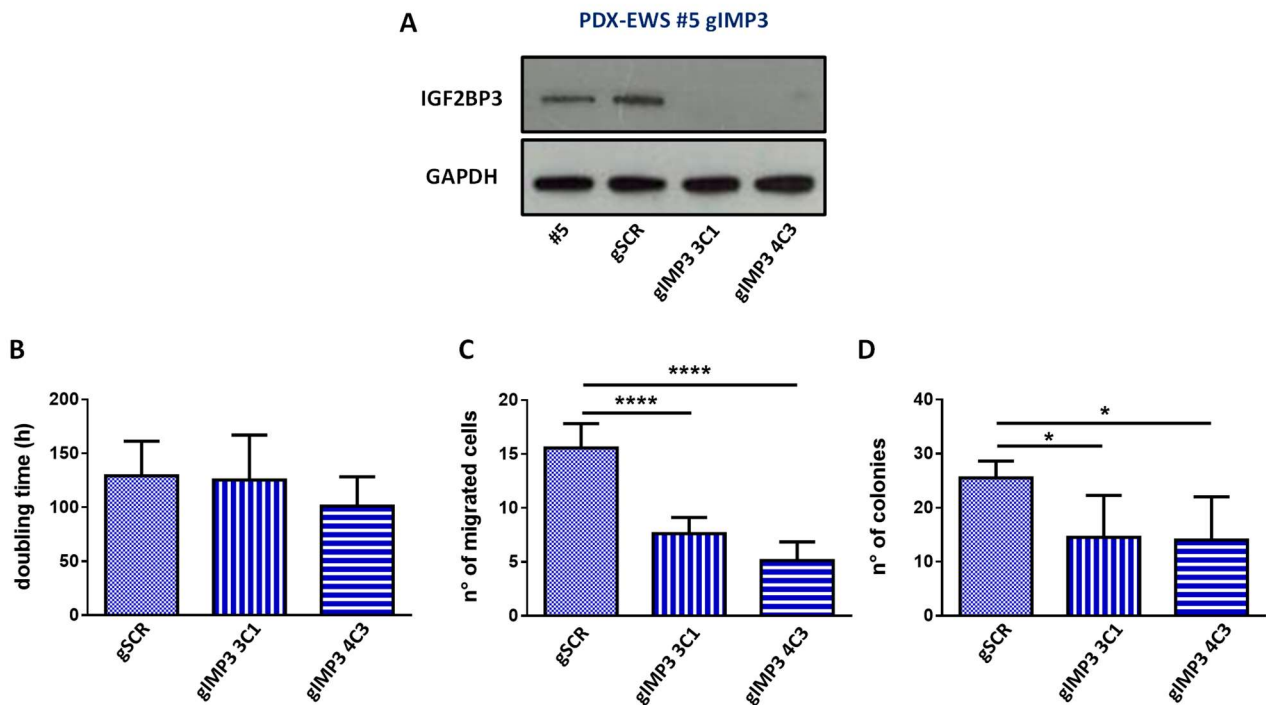 A
PDX-EWS #5 gIMP3
IGF2BP3
GAPDH
#5
gSCR
gIMP3 3C1
gIMP3 4C3
B
doubling time (h)
200
150
100
50
0
gSCR
gIMP3 3C1
gIMP3 4C3
C
n° of migrated cells
20
15
10
5
0
****
****
gSCR
gIMP3 3C1
gIMP3 4C3
D
n° of colonies
40
30
20
10
0
*
*
gSCR
gIMP3 3C1
gIMP3 4C3